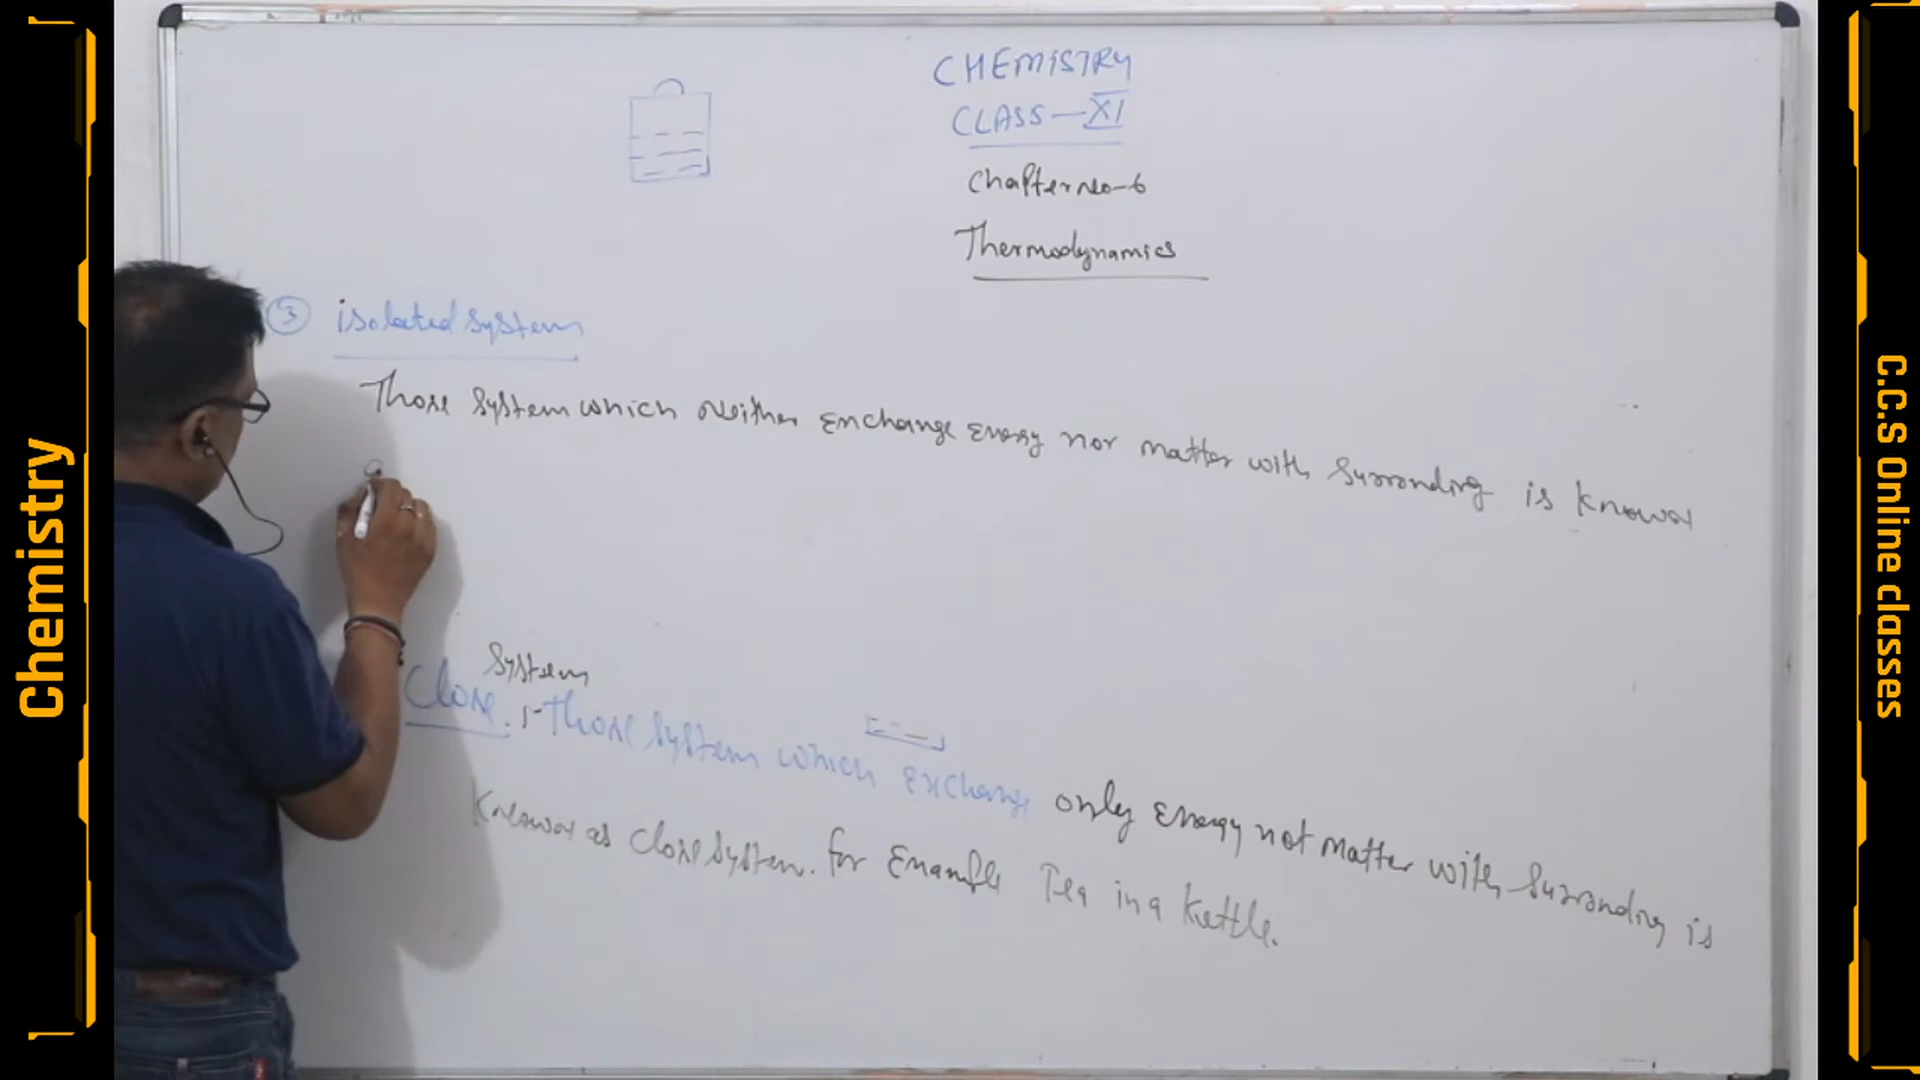 Chemistry
CHEMISTRY
CLASS — XI
Chapter no-6
Thermodynamics
3 isolated system
Those system which Neither Exchange Energy nor matter with Surronding is Known
a
System
Close :- Those system which Exchange only Energy not matter with Surronding is
Known as Close System. for Example Tea in a Kettle.
C.C.S Online classes